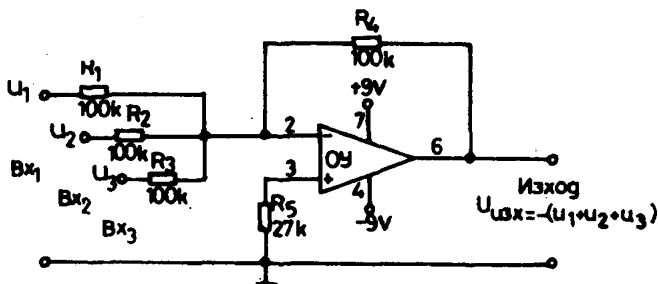 R4
100k
+9V
R1
U1
100k
R2
U2
100k
R3
U3
100k
Вх1
Вх2
Вх3
2
7
6
ОУ
3
4
R5
27k
-9V
Изход
Uизх=-(u1+u2+u3)
-
+